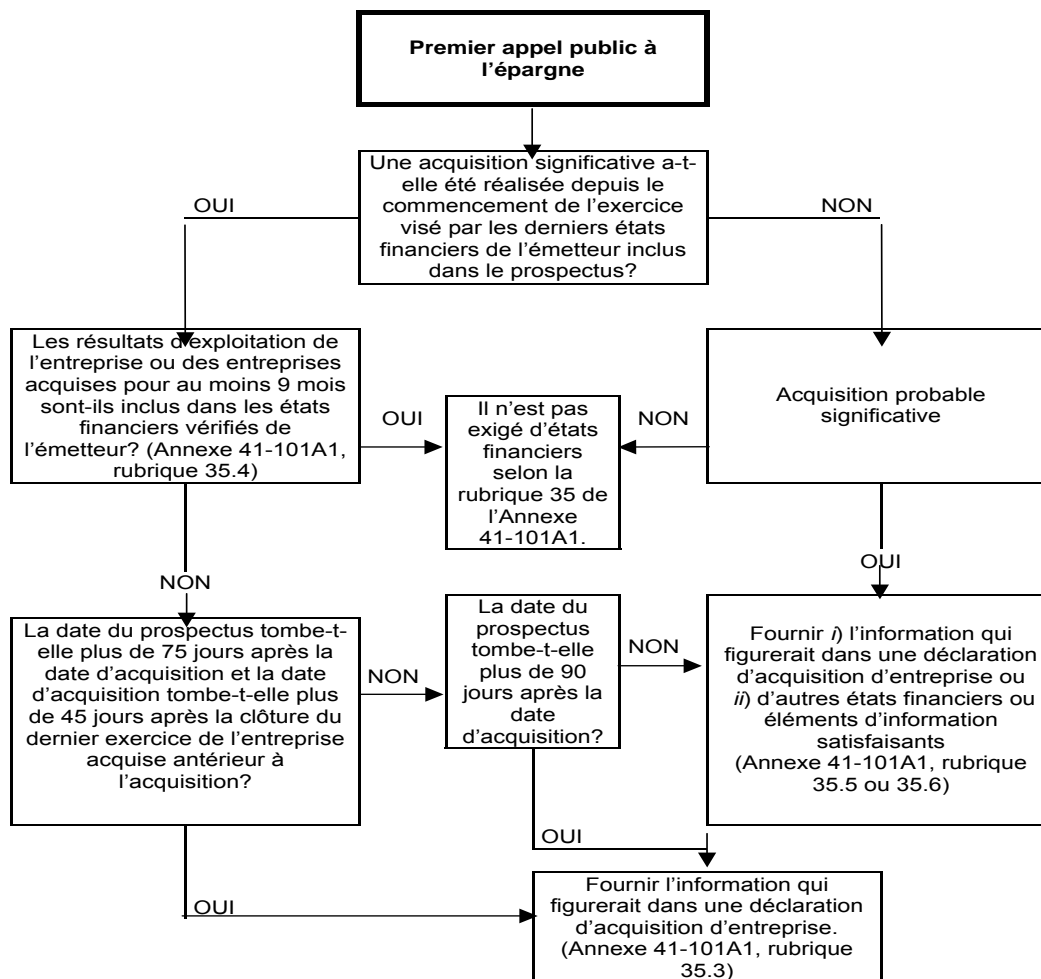 Premier appel public à
l'épargne
Une acquisition significative a-t-
elle été réalisée depuis le
commencement de l'exercice
visé par les derniers états
financiers de l'émetteur inclus
dans le prospectus?
OUI
NON
Les résultats d'exploitation de
l'entreprise ou des entreprises
acquises pour au moins 9 mois
sont-ils inclus dans les états
financiers vérifiés de
l'émetteur? (Annexe 41-101A1,
rubrique 35.4)
OUI
Il n'est pas
exigé d'états
financiers
selon la
rubrique 35 de
l'Annexe
41-101A1.
NON
Acquisition probable
significative
NON
OUI
La date du prospectus tombe-t-
elle plus de 75 jours après la
date d'acquisition et la date
d'acquisition tombe-t-elle plus
de 45 jours après la clôture du
dernier exercice de l'entreprise
acquise antérieur à
l'acquisition?
NON
La date du
prospectus
tombe-t-elle
plus de 90
jours après la
date
d'acquisition?
NON
Fournir i) l'information qui
figurerait dans une déclaration
d'acquisition d'entreprise ou
ii) d'autres états financiers ou
éléments d'information
satisfaisants
(Annexe 41-101A1, rubrique
35.5 ou 35.6)
OUI
OUI
Fournir l'information qui
figurerait dans une déclaration
d'acquisition d'entreprise.
(Annexe 41-101A1, rubrique
35.3)